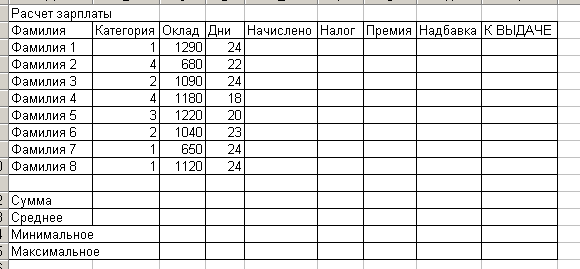 Расчет зарплаты
Фамилия Категория Оклад Дни Начислено Налог Премия Надбавка К ВЫДАЧЕ
Фамилия 1 1 1290 24
Фамилия 2 4 680 22
Фамилия 3 2 1090 24
Фамилия 4 4 1180 18
Фамилия 5 3 1220 20
Фамилия 6 2 1040 23
Фамилия 7 1 650 24
Фамилия 8 1 1120 24
Сумма
Среднее
Минимальное
Максимальное